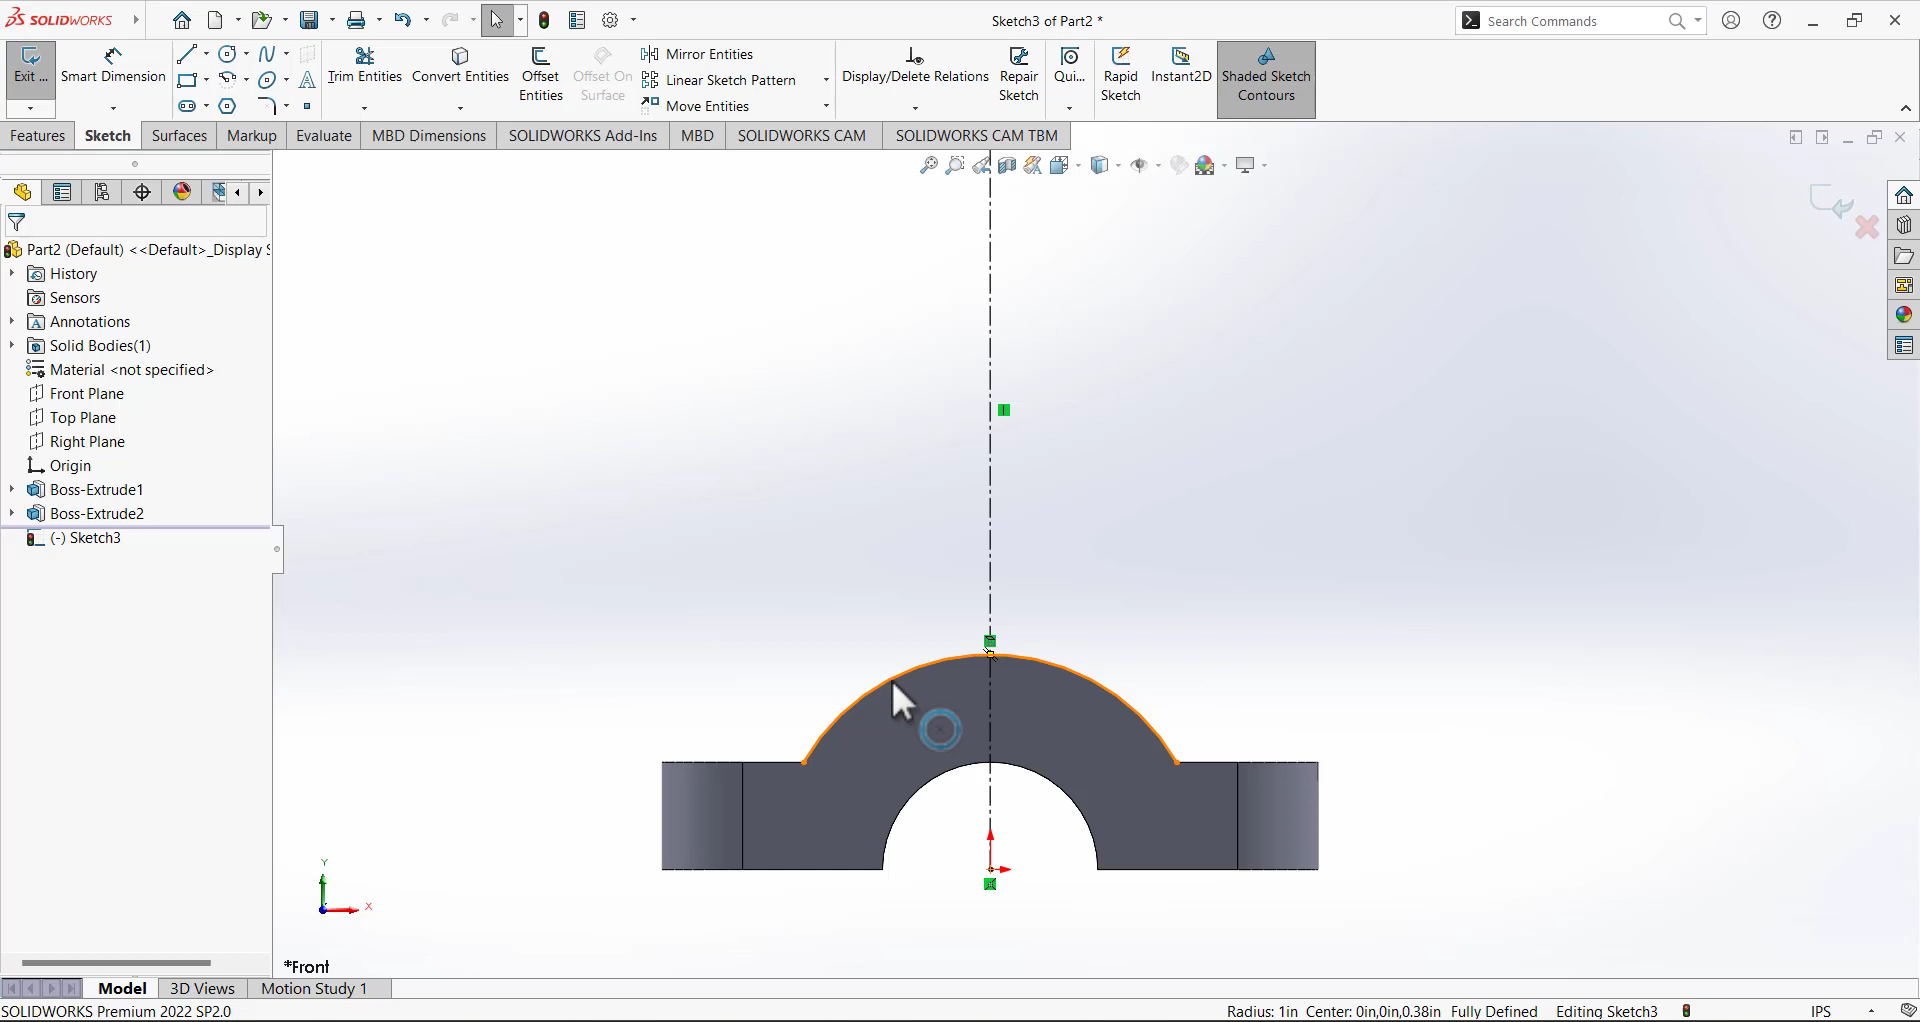 SOLIDWORKS
Sketch3 of Part2 *
Search Commands
Exit ...
Smart Dimension
Trim Entities
Convert Entities
Offset Entities
Offset On Surface
Mirror Entities
Linear Sketch Pattern
Move Entities
Display/Delete Relations
Repair Sketch
Qui...
Rapid Sketch
Instant2D
Shaded Sketch Contours
Features
Sketch
Surfaces
Markup
Evaluate
MBD Dimensions
SOLIDWORKS Add-Ins
MBD
SOLIDWORKS CAM
SOLIDWORKS CAM TBM
Part2 (Default) <<Default>_Display S
History
Sensors
Annotations
Solid Bodies(1)
Material <not specified>
Front Plane
Top Plane
Right Plane
Origin
Boss-Extrude1
Boss-Extrude2
(-) Sketch3
Y
X
*Front
Model
3D Views
Motion Study 1
SOLIDWORKS Premium 2022 SP2.0
Radius: 1in Center: 0in,0in,0.38in
Fully Defined
Editing Sketch3
IPS